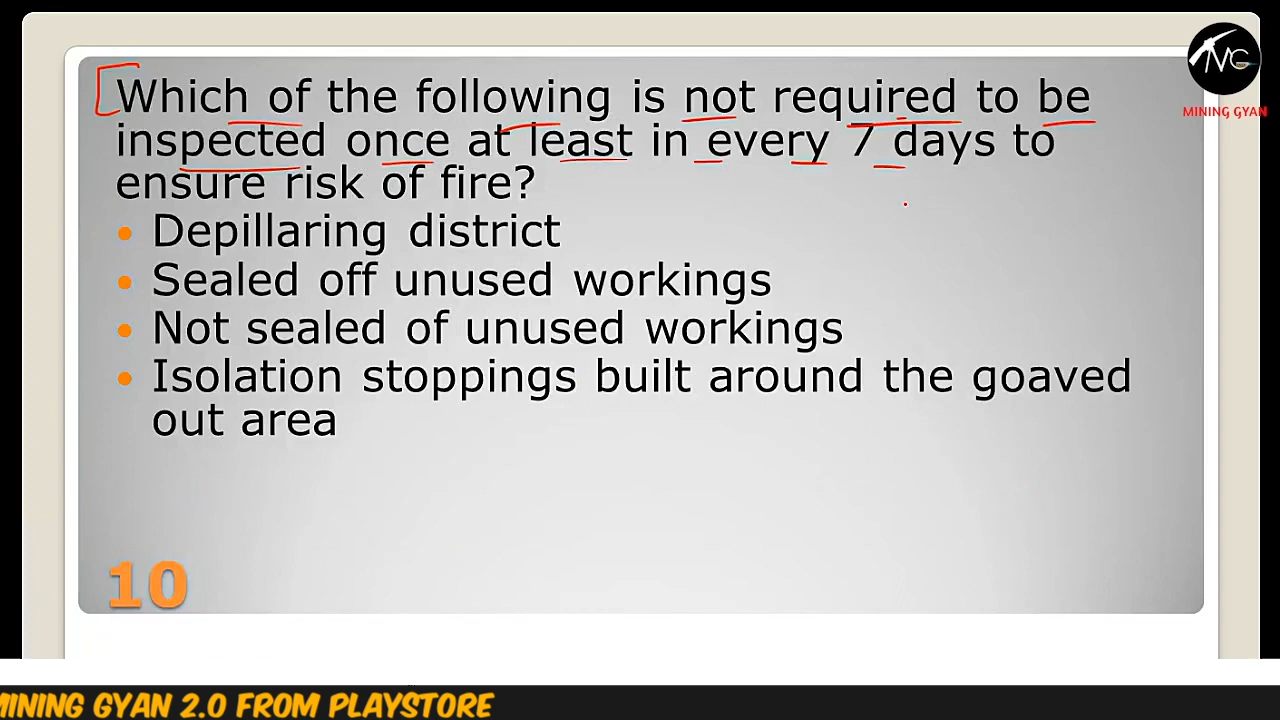 MC
MINING GYAN
Which of the following is not required to be
inspected once at least in every 7 days to
ensure risk of fire?
• Depillaring district
• Sealed off unused workings
• Not sealed of unused workings
• Isolation stoppings built around the goaved
out area
10
MINING GYAN 2.0 FROM PLAYSTORE